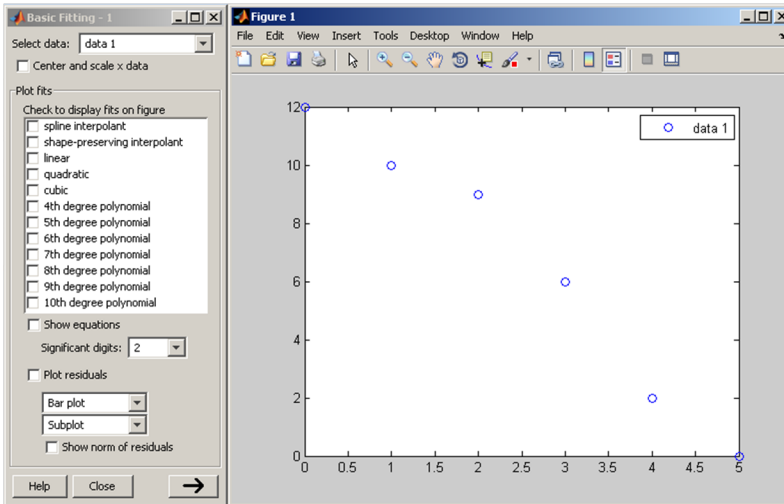 Basic Fitting - 1
Select data: data 1
Center and scale x data
Plot fits
Check to display fits on figure
spline interpolant
shape-preserving interpolant
linear
quadratic
cubic
4th degree polynomial
5th degree polynomial
6th degree polynomial
7th degree polynomial
8th degree polynomial
9th degree polynomial
10th degree polynomial
Show equations
Significant digits: 2
Plot residuals
Bar plot
Subplot
Show norm of residuals
Help Close
Figure 1
File Edit View Insert Tools Desktop Window Help
12
10
8
6
4
2
0
0 0.5 1 1.5 2 2.5 3 3.5 4 4.5 5
data 1